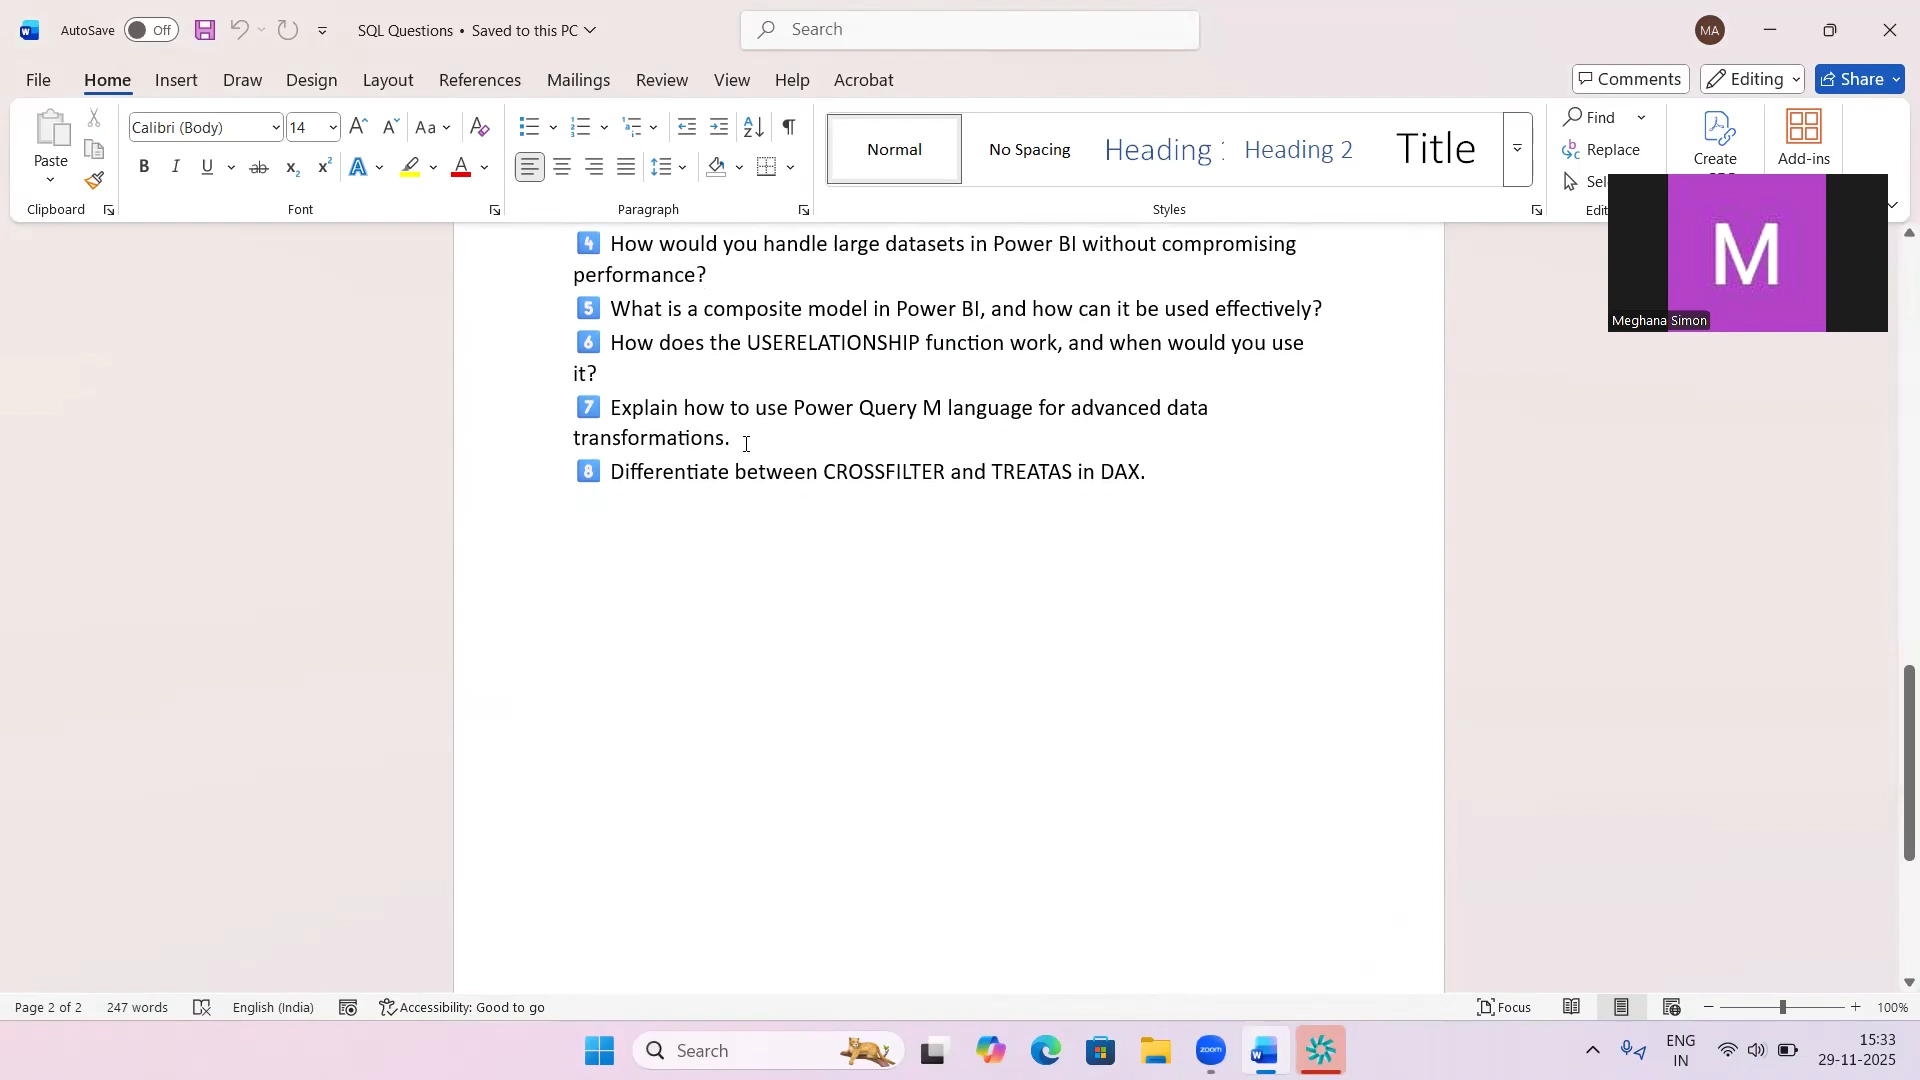 AutoSave Off SQL Questions • Saved to this PC Search MA
File Home Insert Draw Design Layout References Mailings Review View Help Acrobat Comments Editing Share
Calibri (Body) 14 Aa
Paste
Normal No Spacing Heading Heading 2 Title
Find
Replace
Create
Add-ins
Clipboard Font Paragraph Styles
M
Meghana Simon
4 How would you handle large datasets in Power BI without compromising
performance?
5 What is a composite model in Power BI, and how can it be used effectively?
6 How does the USERELATIONSHIP function work, and when would you use
it?
7 Explain how to use Power Query M language for advanced data
transformations.
8 Differentiate between CROSSFILTER and TREATAS in DAX.
Page 2 of 2 247 words English (India) Accessibility: Good to go Focus 100%
Search zoom ENG
IN
15:33
29-11-2025